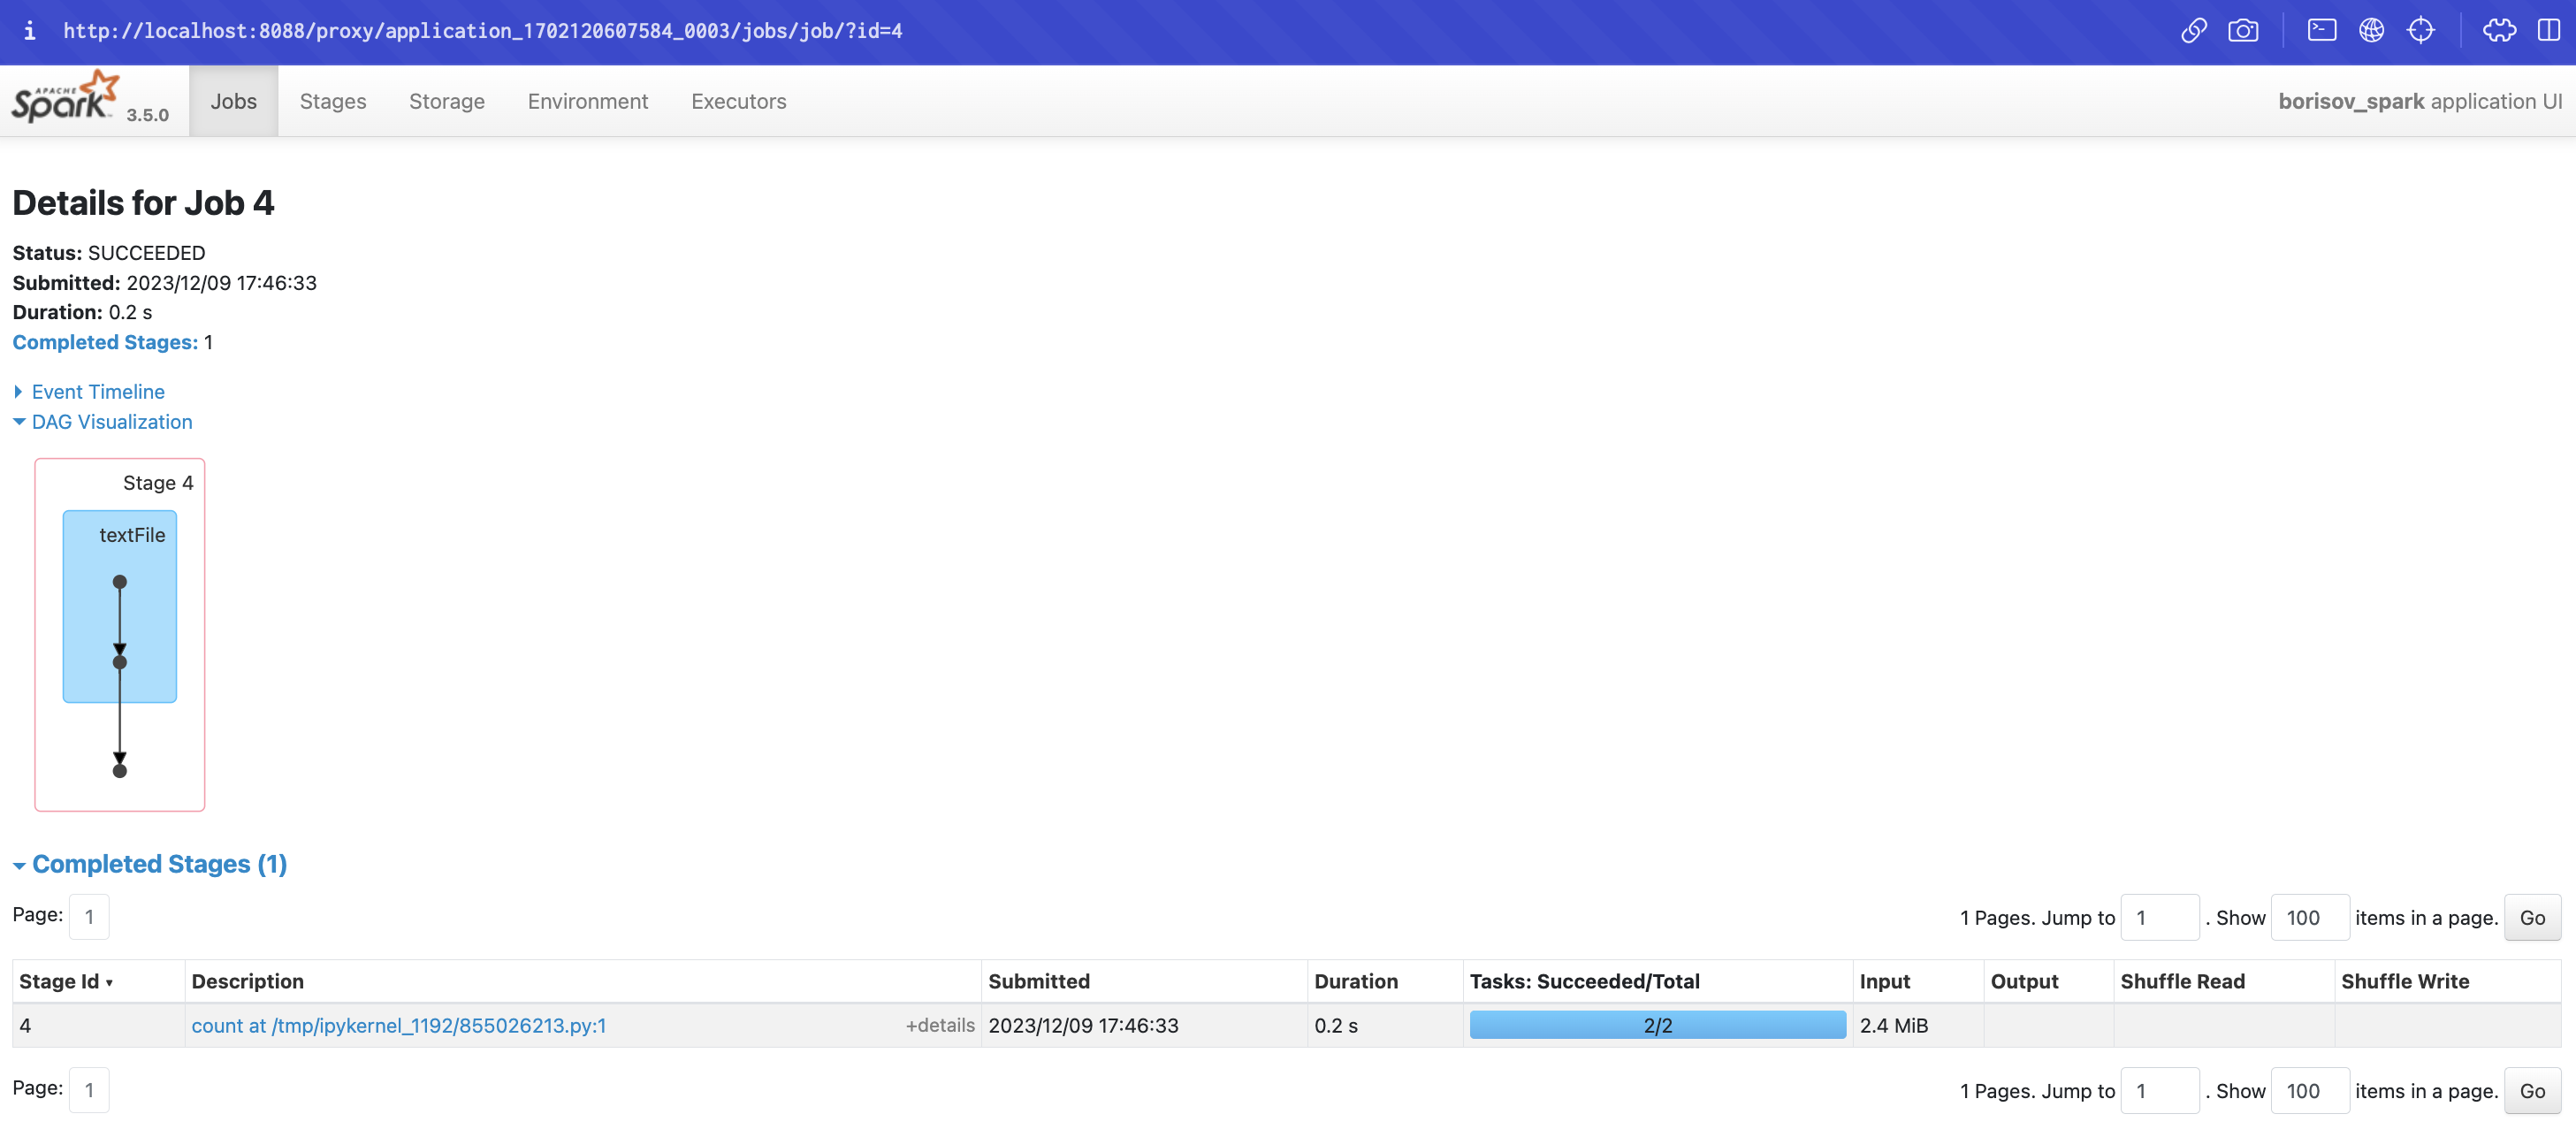 i http://localhost:8088/proxy/application_1702120607584_0003/jobs/job/?id=4
APACHE Spark 3.5.0 Jobs Stages Storage Environment Executors borisov_spark application UI
Details for Job 4
Status: SUCCEEDED
Submitted: 2023/12/09 17:46:33
Duration: 0.2 s
Completed Stages: 1
Event Timeline
DAG Visualization
Stage 4
textFile
Completed Stages (1)
Page: 1 1 Pages. Jump to 1 . Show 100 items in a page. Go
Stage Id Description Submitted Duration Tasks: Succeeded/Total Input Output Shuffle Read Shuffle Write
4 count at /tmp/ipykernel_1192/855026213.py:1 +details 2023/12/09 17:46:33 0.2 s 2/2 2.4 MiB
Page: 1 1 Pages. Jump to 1 . Show 100 items in a page. Go